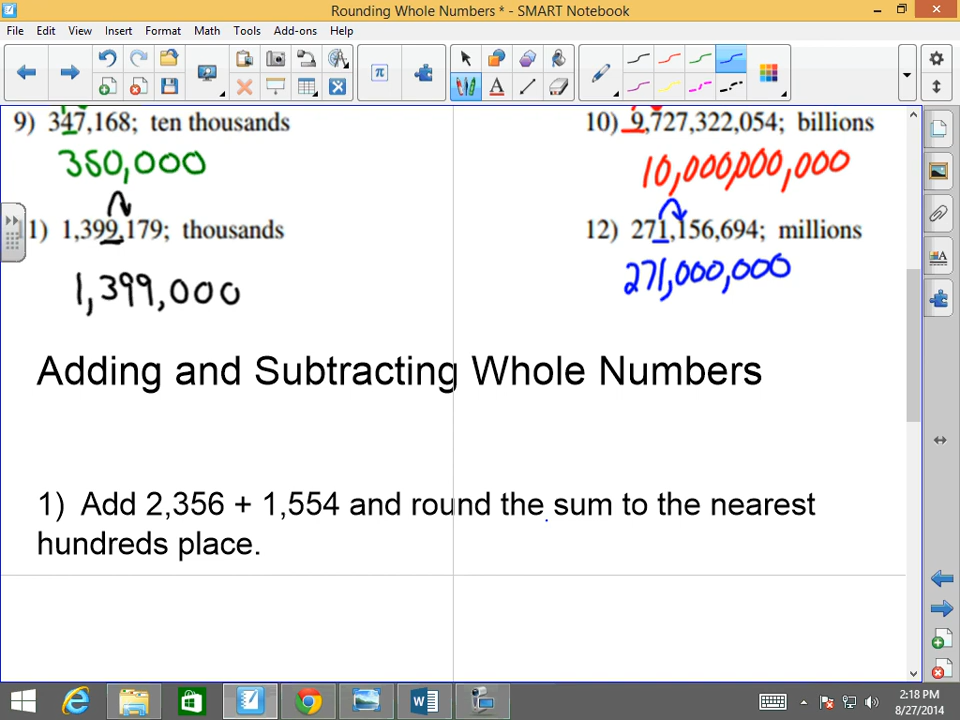 Rounding Whole Numbers * - SMART Notebook
File Edit View Insert Format Math Tools Add-ons Help
9) 347,168; ten thousands
10) 9,727,322,054; billions
350,000
10,000,000,000
1) 1,399,179; thousands
12) 271,156,694; millions
1,399,000
271,000,000
Adding and Subtracting Whole Numbers
1) Add 2,356 + 1,554 and round the sum to the nearest
hundreds place.
2:18 PM
8/27/2014